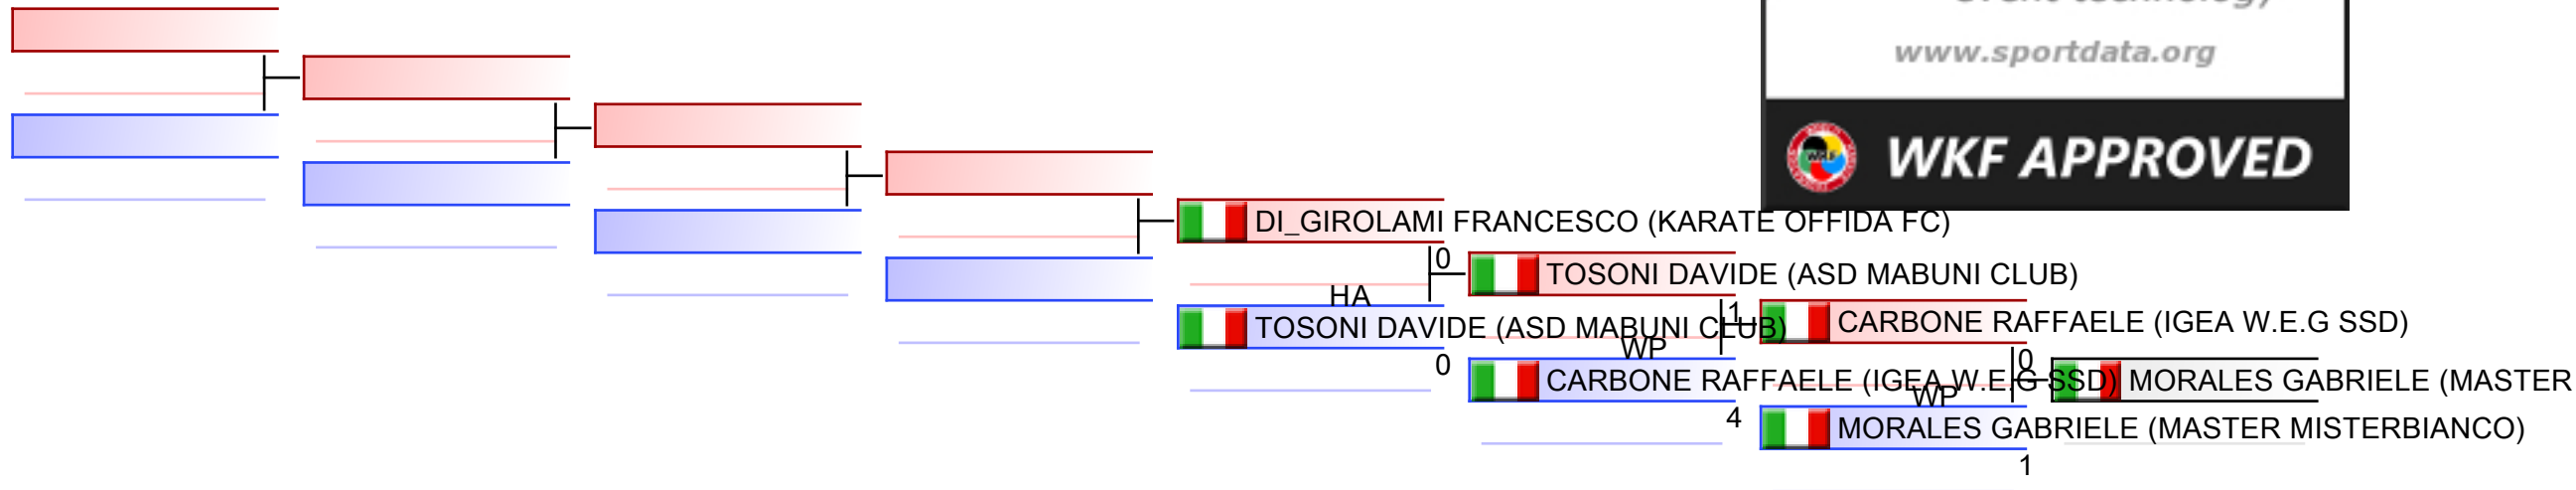 event technology
www.sportdata.org
WKF APPROVED
DI_GIROLAMI FRANCESCO (KARATE OFFIDA FC)
0
TOSONI DAVIDE (ASD MABUNI CLUB)
HA
1
CARBONE RAFFAELE (IGEA W.E.G SSD)
TOSONI DAVIDE (ASD MABUNI CLUB)
WP
0
0
CARBONE RAFFAELE (IGEA W.E.G SSD)
MORALES GABRIELE (MASTER
WP
4
MORALES GABRIELE (MASTER MISTERBIANCO)
1